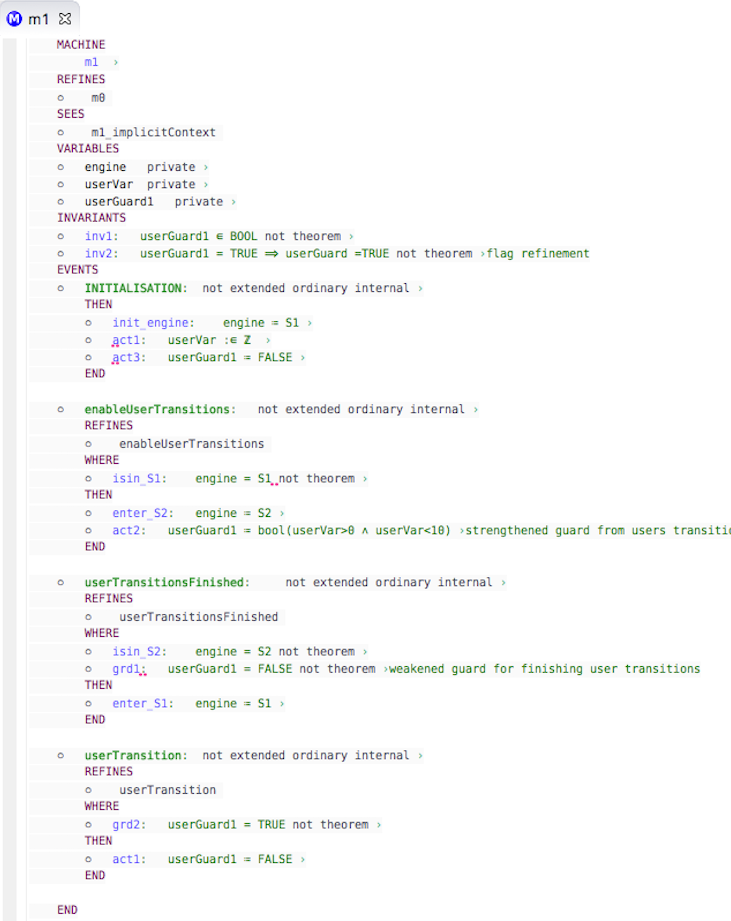 M m1
MACHINE
m1 ›
REFINES
○ m0
SEES
○ m1_implicitContext
VARIABLES
○ engine private ›
○ userVar private ›
○ userGuard1 private ›
INVARIANTS
○ inv1: userGuard1 ∈ BOOL not theorem ›
○ inv2: userGuard1 = TRUE ⇒ userGuard =TRUE not theorem ›flag refinement
EVENTS
○ INITIALISATION: not extended ordinary internal ›
THEN
○ init_engine: engine ≔ S1 ›
○ act1: userVar :∈ ℤ ›
○ act3: userGuard1 ≔ FALSE ›
END
○ enableUserTransitions: not extended ordinary internal ›
REFINES
○ enableUserTransitions
WHERE
○ isin_S1: engine = S1 not theorem ›
THEN
○ enter_S2: engine ≔ S2 ›
○ act2: userGuard1 ≔ bool(userVar>0 ∧ userVar<10) ›strengthened guard from users transitio
END
○ userTransitionsFinished: not extended ordinary internal ›
REFINES
○ userTransitionsFinished
WHERE
○ isin_S2: engine = S2 not theorem ›
○ grd1: userGuard1 = FALSE not theorem ›weakened guard for finishing user transitions
THEN
○ enter_S1: engine ≔ S1 ›
END
○ userTransition: not extended ordinary internal ›
REFINES
○ userTransition
WHERE
○ grd2: userGuard1 = TRUE not theorem ›
THEN
○ act1: userGuard1 ≔ FALSE ›
END
END